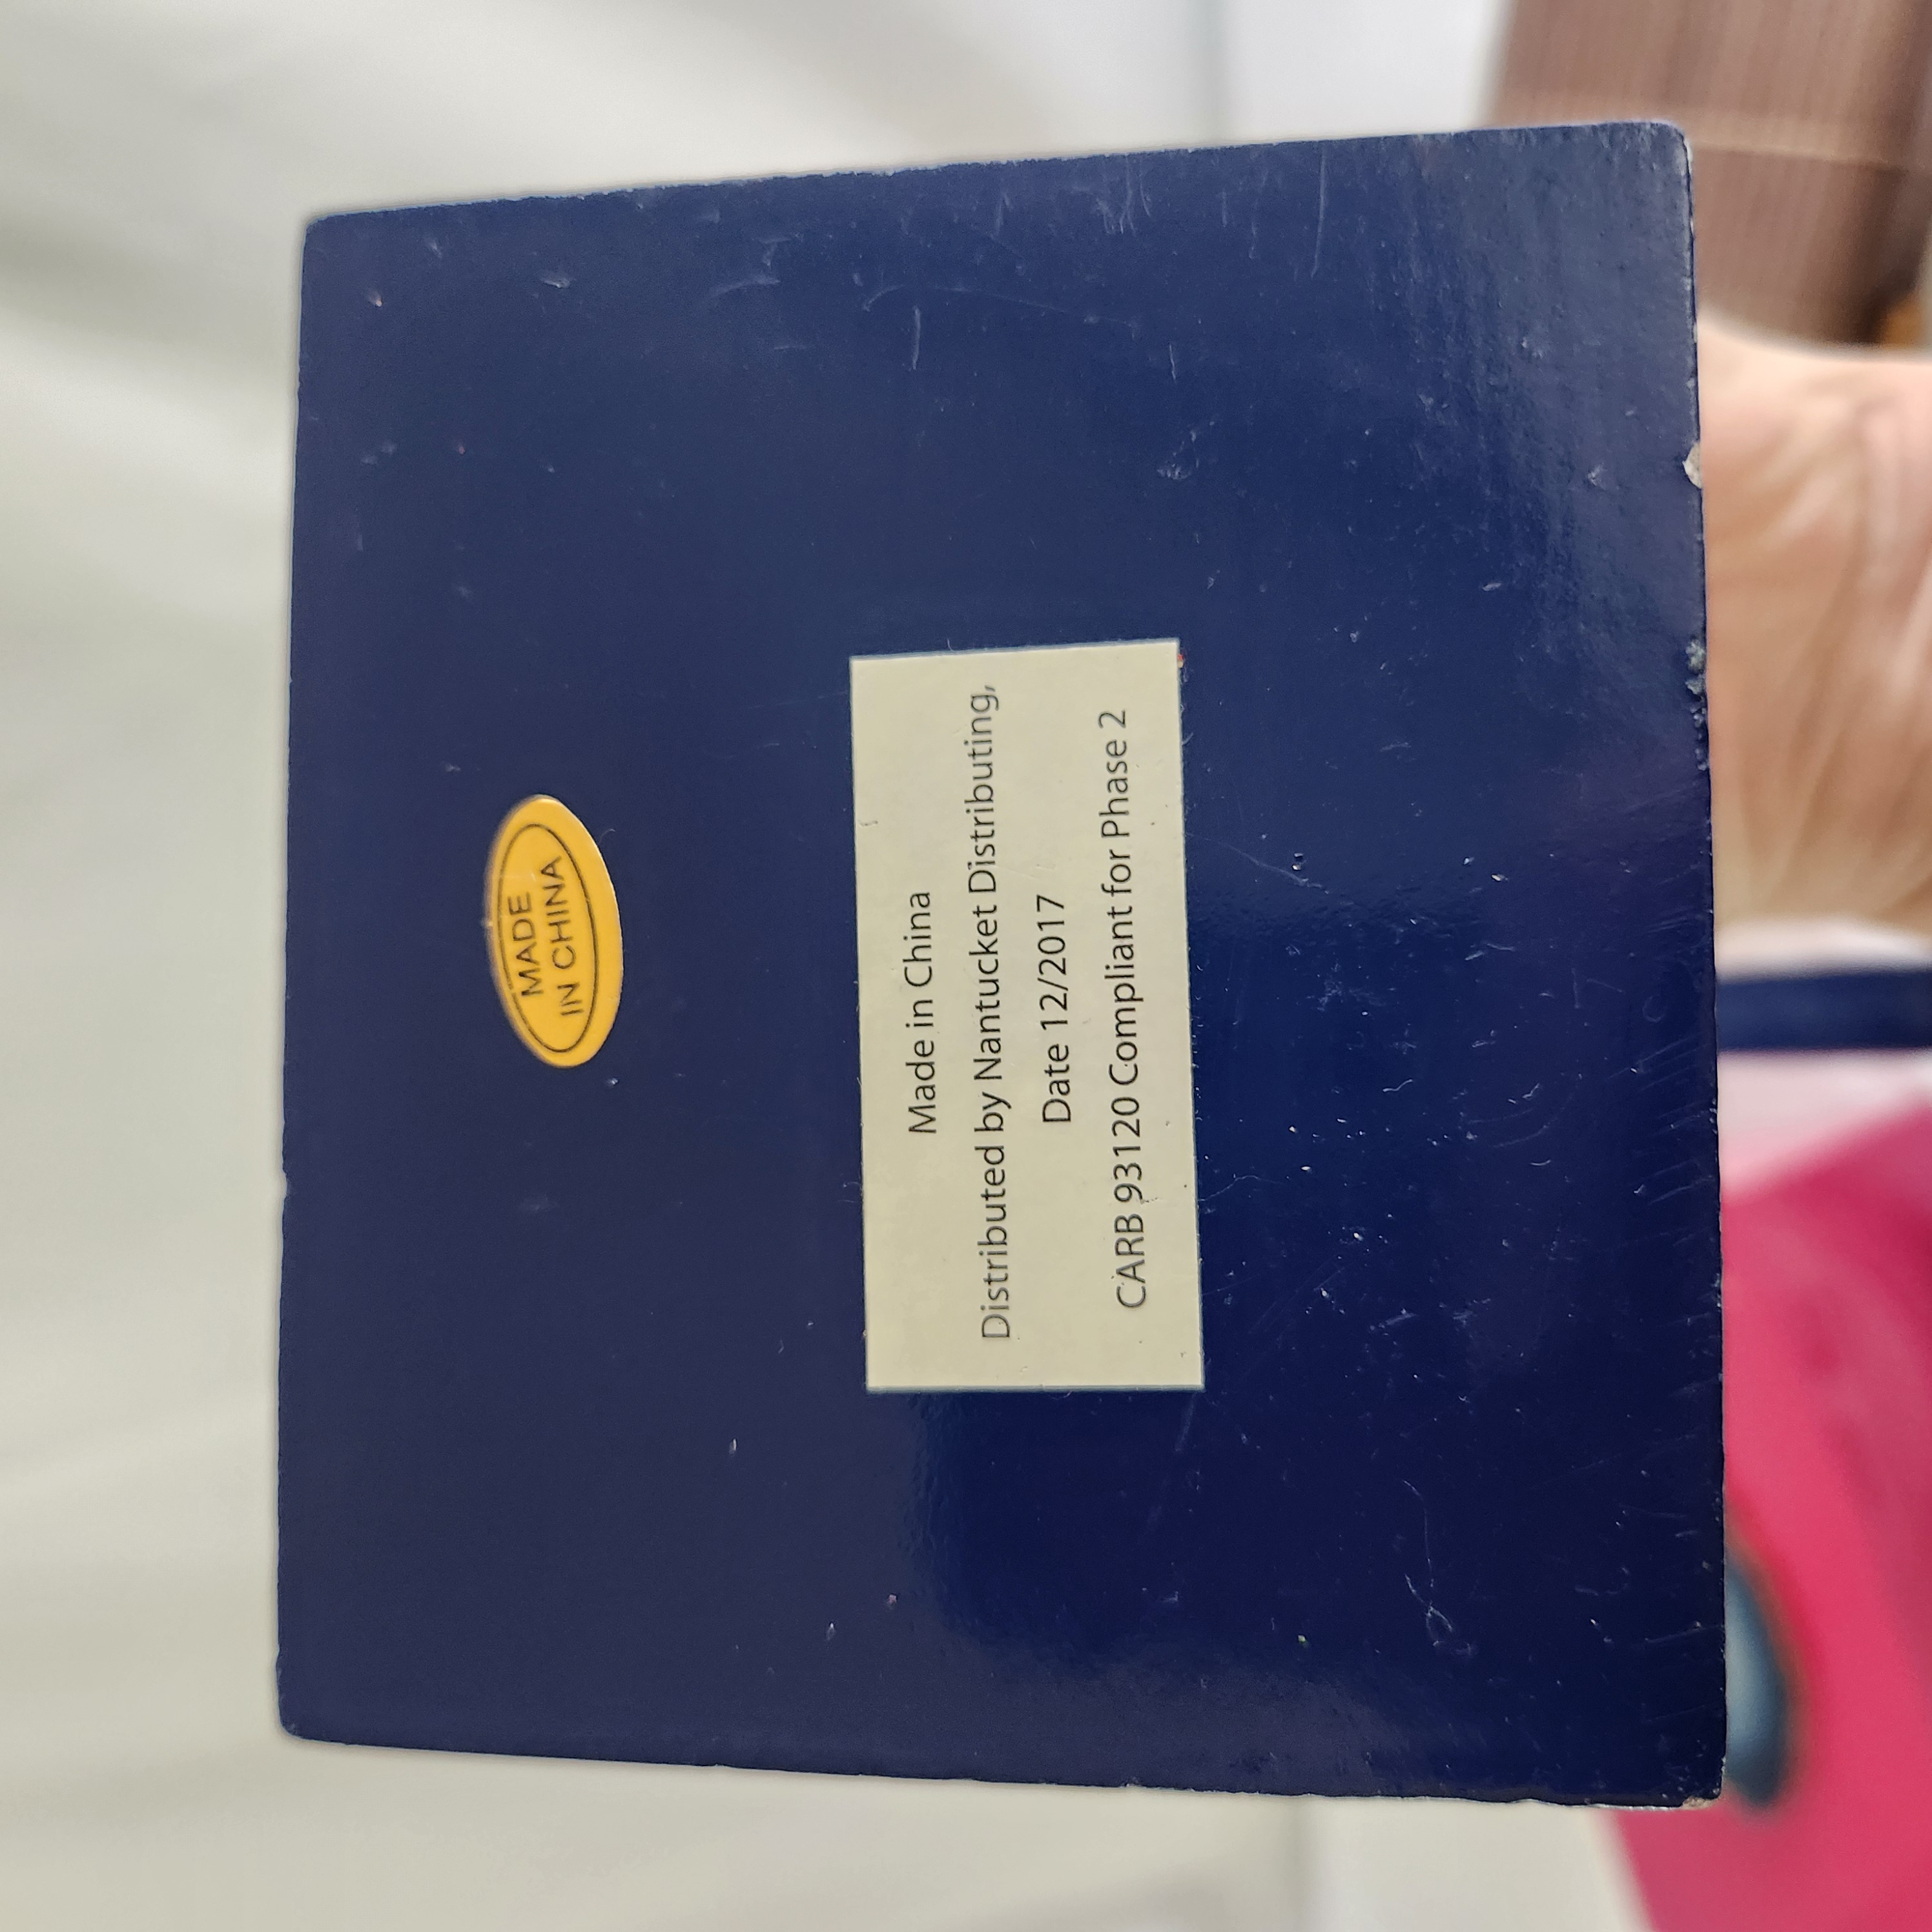 MADE
IN CHINA
Made in China
Distributed by Nantucket Distributing,
Date 12/2017
CARB 93120 Compliant for Phase 2